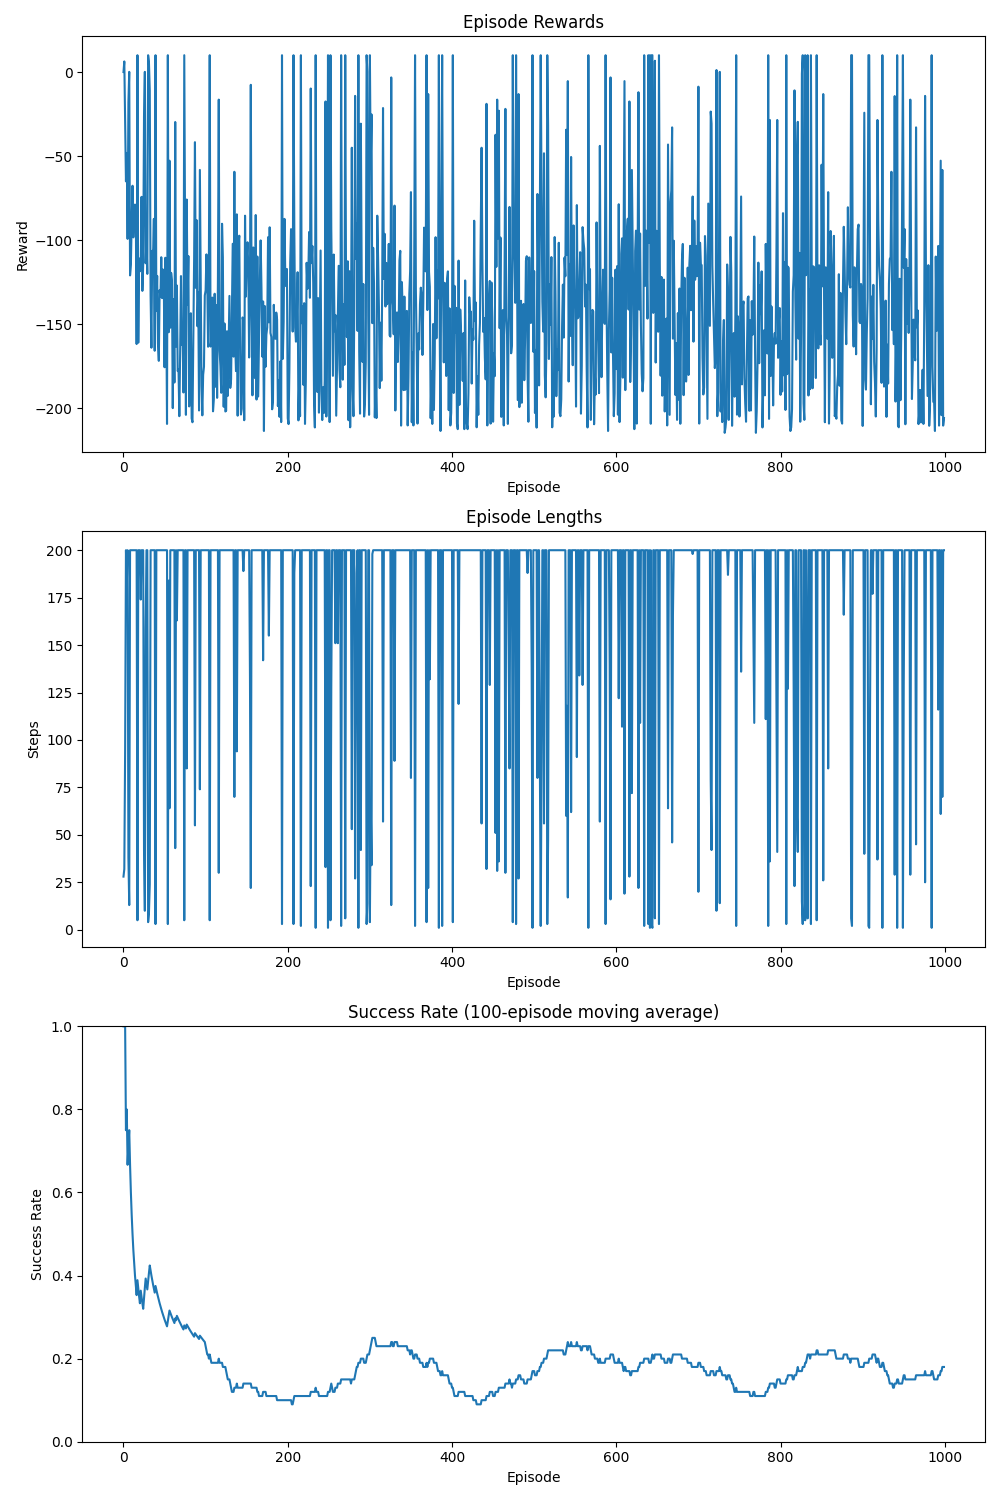 Episode Rewards
0
−50
−100
−150
−200
Reward
0 200 400 600 800 1000
Episode
Episode Lengths
200
175
150
125
100
75
50
25
0
Steps
0 200 400 600 800 1000
Episode
Success Rate (100-episode moving average)
1.0
0.8
0.6
0.4
0.2
0.0
Success Rate
0 200 400 600 800 1000
Episode